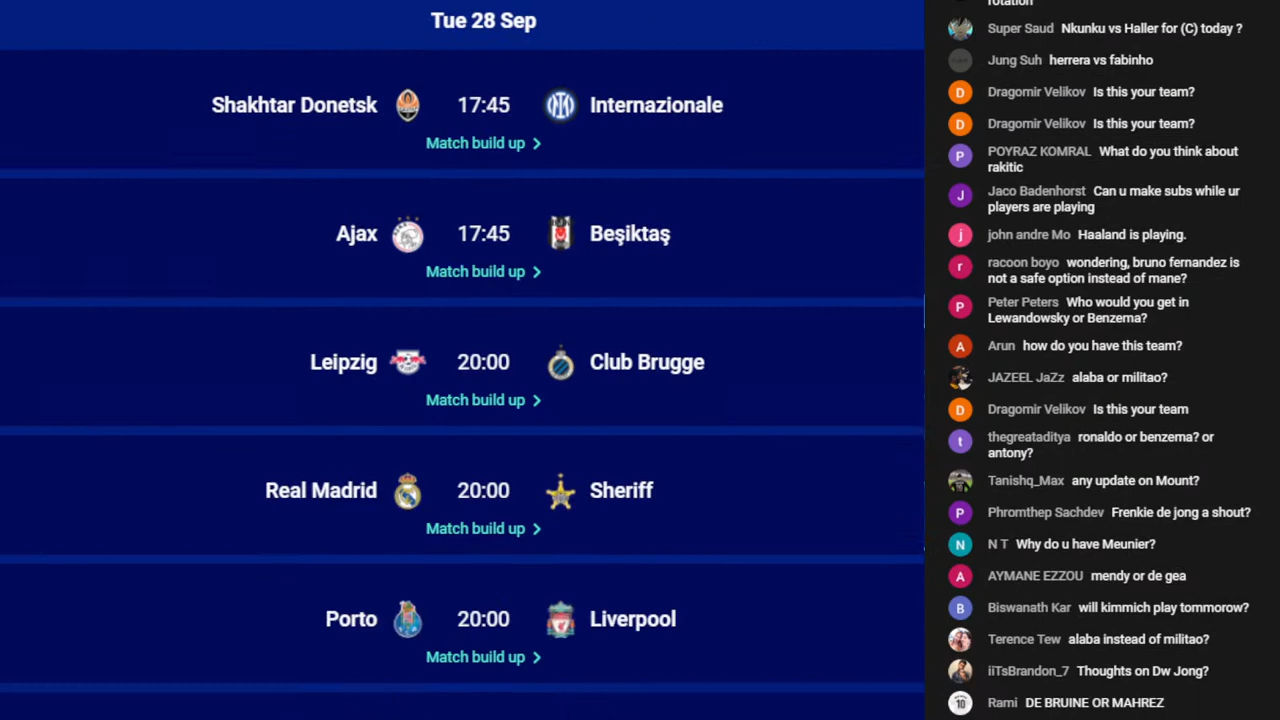 Tue 28 Sep
Shakhtar Donetsk 17:45 Internazionale
Match build up
Ajax 17:45 Beşiktaş
Match build up
Leipzig 20:00 Club Brugge
Match build up
Real Madrid 20:00 Sheriff
Match build up
Porto 20:00 Liverpool
Match build up
rotation
Super Saud Nkunku vs Haller for (C) today ?
Jung Suh herrera vs fabinho
D Dragomir Velikov Is this your team?
D Dragomir Velikov Is this your team?
P POYRAZ KOMRAL What do you think about
rakitic
J Jaco Badenhorst Can u make subs while ur
players are playing
j john andre Mo Haaland is playing.
r racoon boyo wondering, bruno fernandez is
not a safe option instead of mane?
P Peter Peters Who would you get in
Lewandowsky or Benzema?
A Arun how do you have this team?
JAZEEL JaZz alaba or militao?
D Dragomir Velikov Is this your team
t thegreataditya ronaldo or benzema? or
antony?
Tanishq_Max any update on Mount?
P Phromthep Sachdev Frenkie de jong a shout?
N N T Why do u have Meunier?
A AYMANE EZZOU mendy or de gea
B Biswanath Kar will kimmich play tommorow?
Terence Tew alaba instead of militao?
iiTsBrandon_7 Thoughts on Dw Jong?
10 Rami DE BRUINE OR MAHREZ